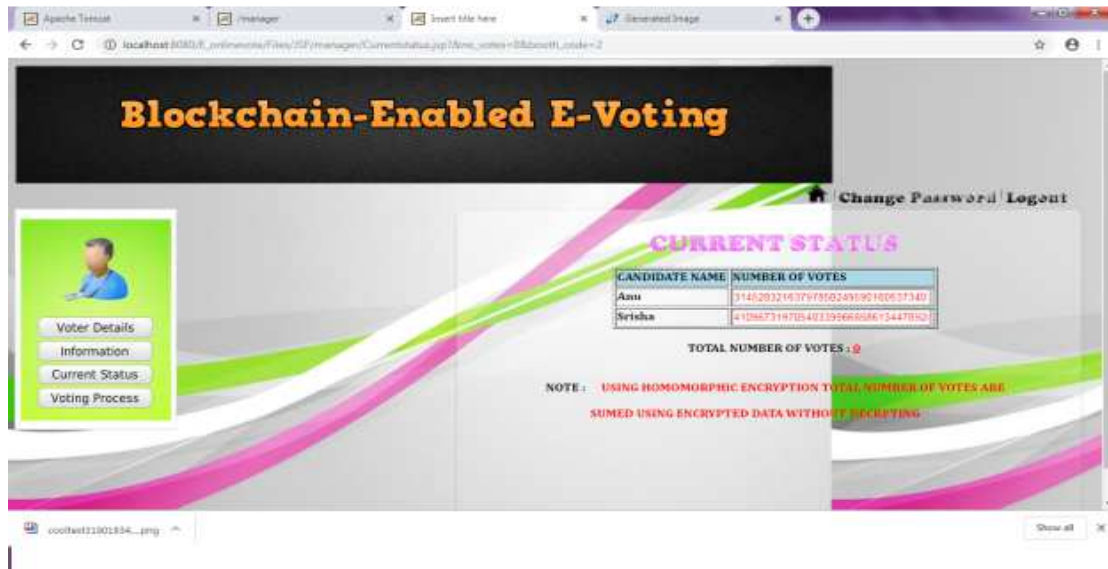 Apache Tomcat
/manager
Insert title here
Generated Image
Blockchain-Enabled E-Voting
Change Password
Logout
CURRENT STATUS
CANDIDATE NAME NUMBER OF VOTES
Anu
Srisha
TOTAL NUMBER OF VOTES : 0
NOTE : USING HOMOMORPHIC ENCRYPTION TOTAL NUMBER OF VOTES ARE
SUMED USING ENCRYPTED DATA WITHOUT DECRPTING
Voter Details
Information
Current Status
Voting Process
Show all